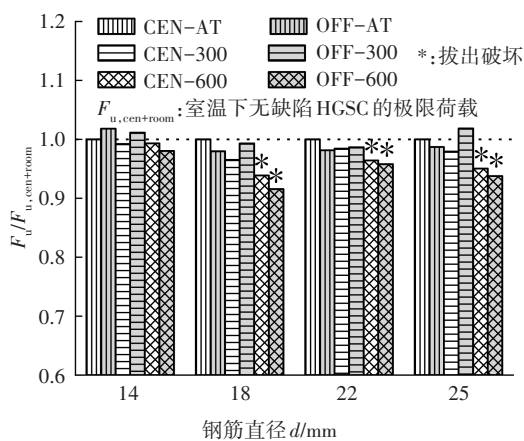 1.2
CEN-AT OFF-AT
CEN-300 OFF-300 *:拔出破坏
CEN-600 OFF-600
1.1
F_{u,cen+room}:室温下无缺陷HGSC的极限荷载
1.0
* * * * * *
0.9
F_u/F_{u,cen+room}
0.8
0.7
0.6
14 18 22 25
钢筋直径d/mm